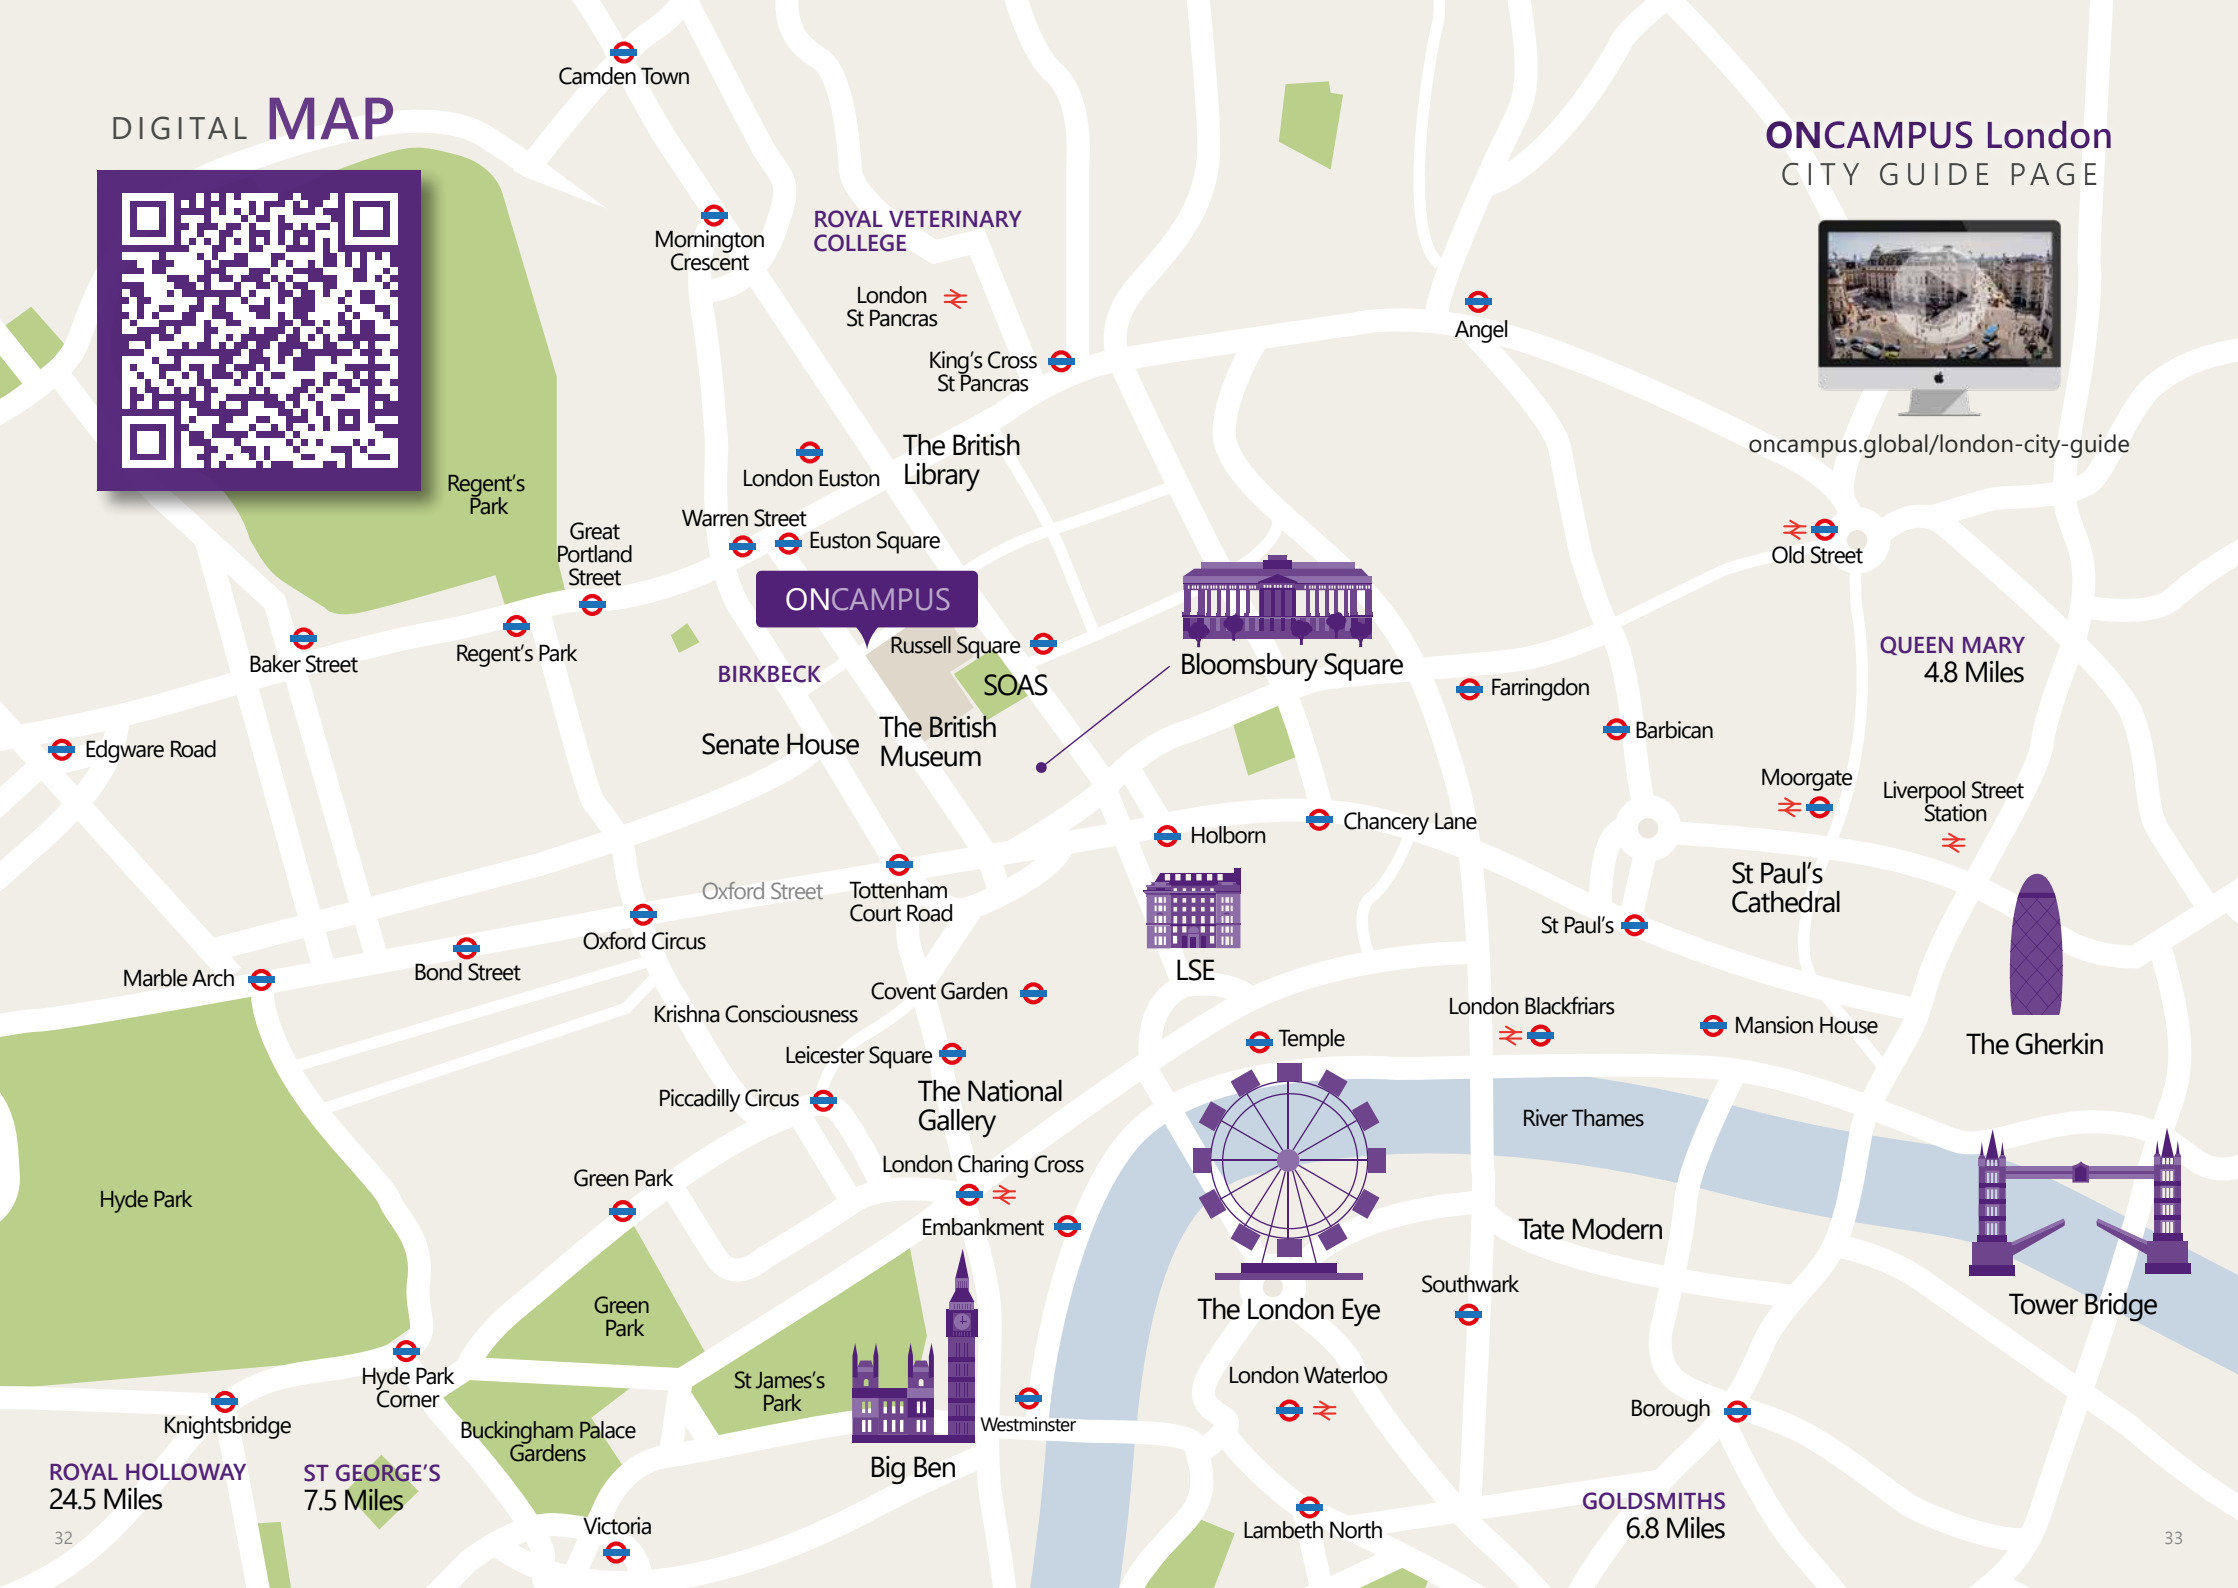 Camden Town
DIGITAL MAP
ONCAMPUS London
CITY GUIDE PAGE
Mornington
Crescent
ROYAL VETERINARY
COLLEGE
London
St Pancras
Angel
King's Cross
St Pancras
oncampus.global/london-city-guide
The British
Library
London Euston
Regent's
Park
Warren Street
Euston Square
Great
Portland
Street
Old Street
ONCAMPUS
Russell Square
Baker Street
Regent's Park
BIRKBECK
SOAS
Bloomsbury Square
QUEEN MARY
4.8 Miles
Farringdon
Barbican
Edgware Road
Senate House
The British
Museum
Moorgate
Liverpool Street
Station
Holborn
Chancery Lane
Oxford Street
Tottenham
Court Road
St Paul's
Cathedral
St Paul's
Oxford Circus
Bond Street
Marble Arch
LSE
Covent Garden
Krishna Consciousness
London Blackfriars
Mansion House
Temple
The Gherkin
Leicester Square
Piccadilly Circus
The National
Gallery
River Thames
London Charing Cross
Green Park
Hyde Park
Embankment
Tate Modern
Southwark
Green
Park
The London Eye
Tower Bridge
Hyde Park
Corner
St James's
Park
London Waterloo
Borough
Knightsbridge
Buckingham Palace
Gardens
Westminster
Big Ben
ROYAL HOLLOWAY
24.5 Miles
ST GEORGE'S
7.5 Miles
GOLDSMITHS
6.8 Miles
Victoria
Lambeth North
32
33